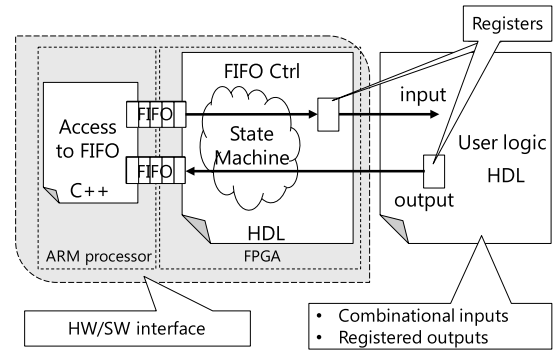 Registers
FIFO Ctrl
input
FIFO
Access
to FIFO
State
Machine
User logic
HDL
FIFO
C++
output
HDL
ARM processor
FPGA
HW/SW interface
• Combinational inputs
• Registered outputs